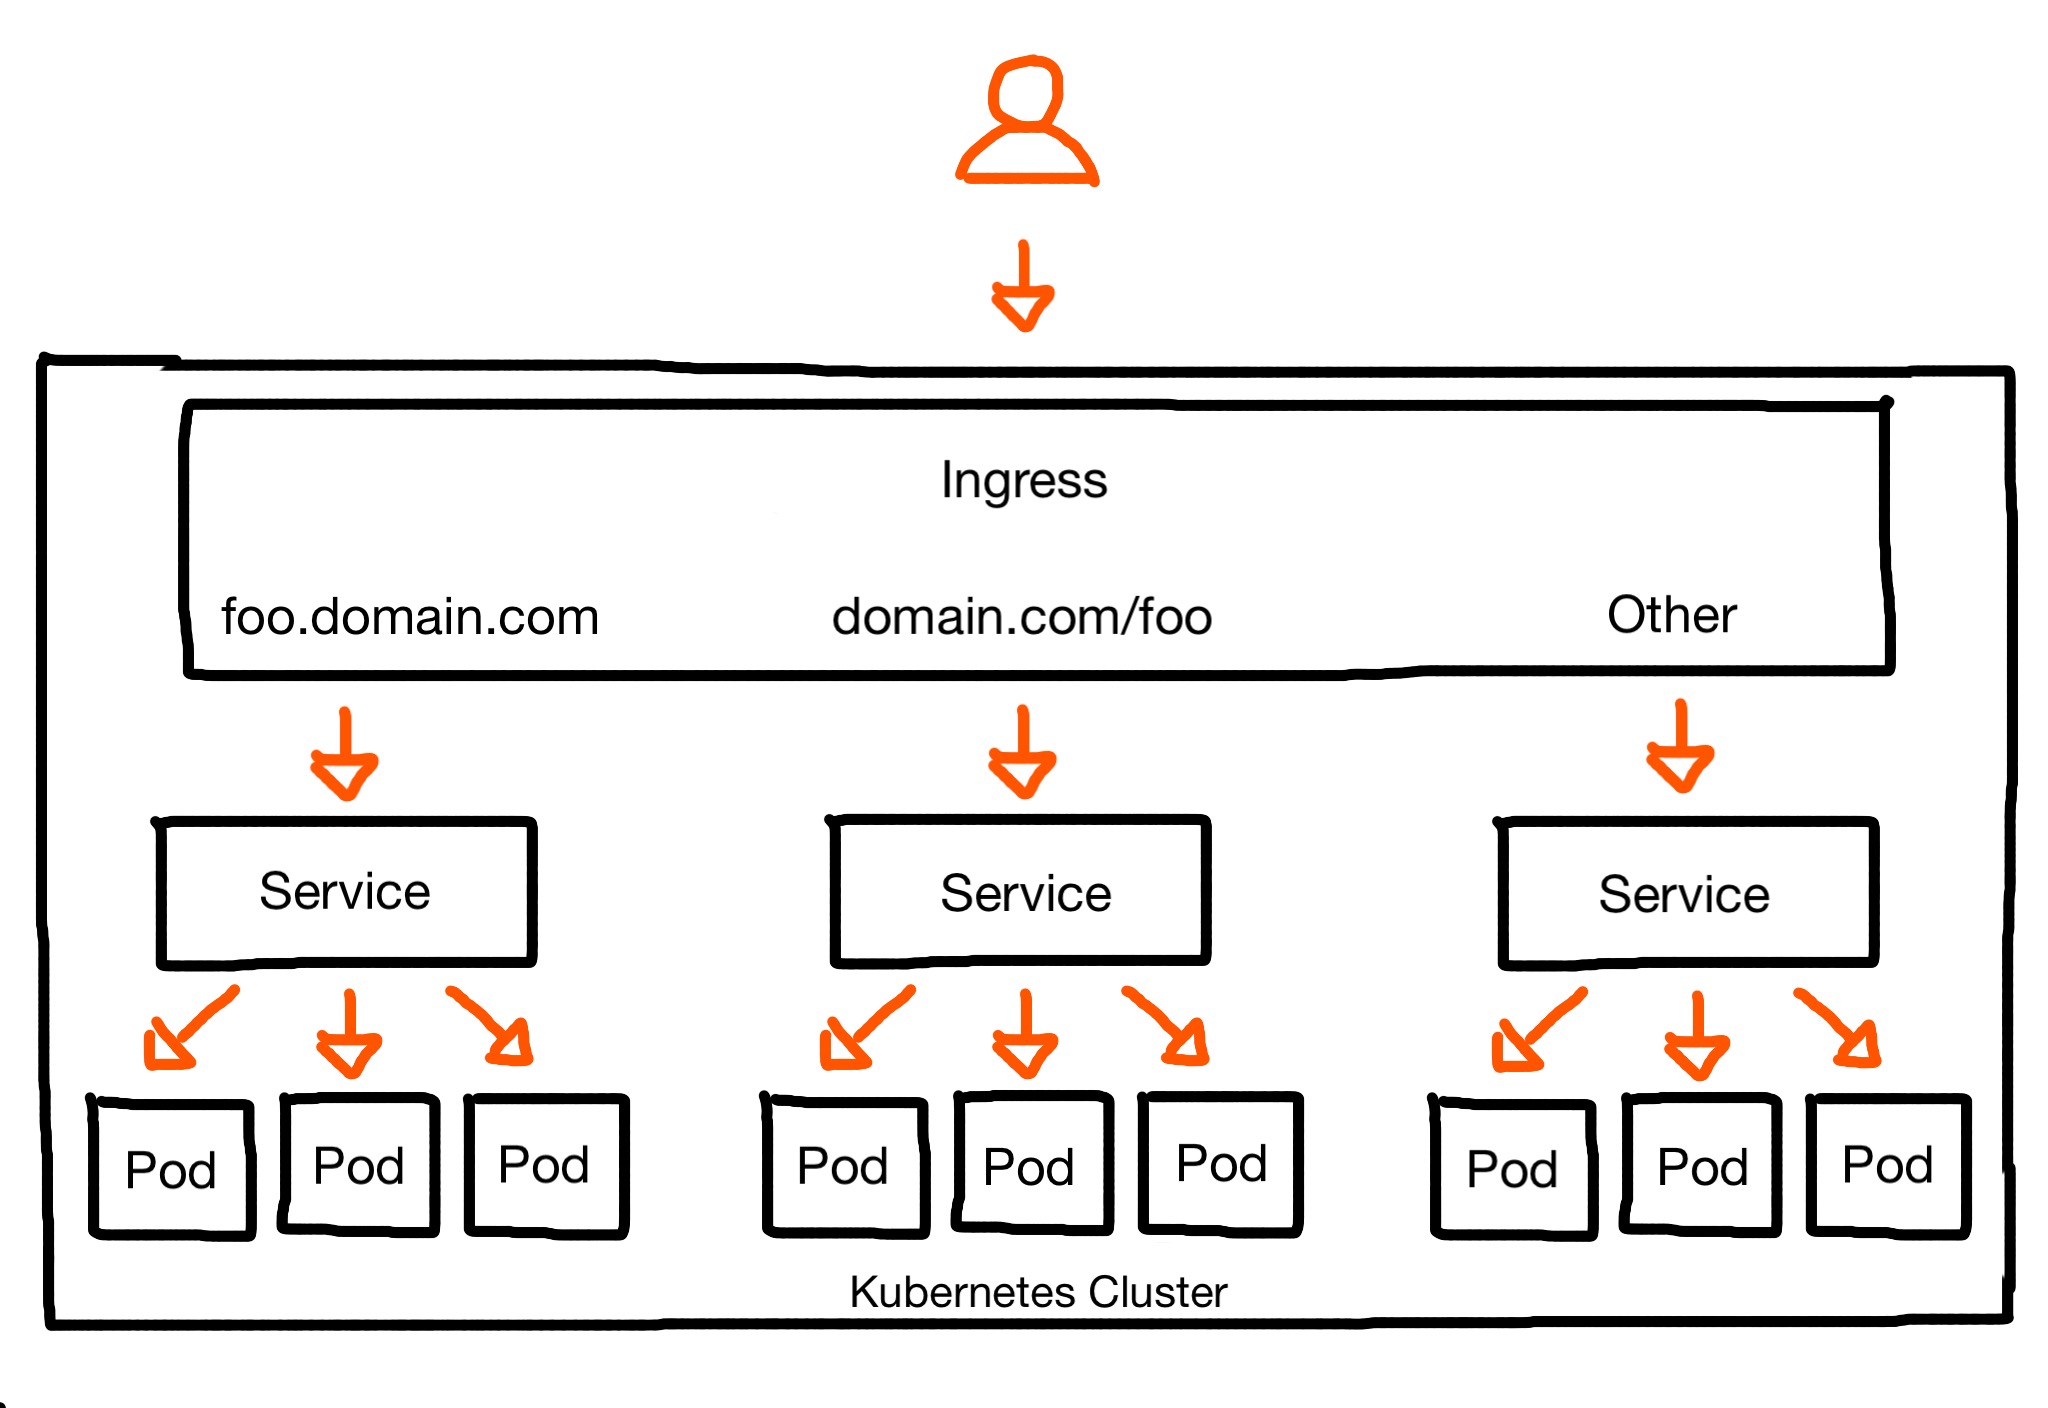 Ingress
foo.domain.com domain.com/foo Other
Service Service Service
Pod Pod Pod Pod Pod Pod Pod Pod Pod
Kubernetes Cluster